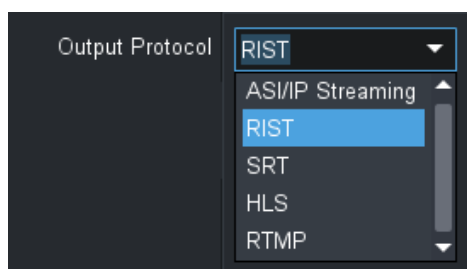 Output Protocol RIST
ASI/IP Streaming
RIST
SRT
HLS
RTMP